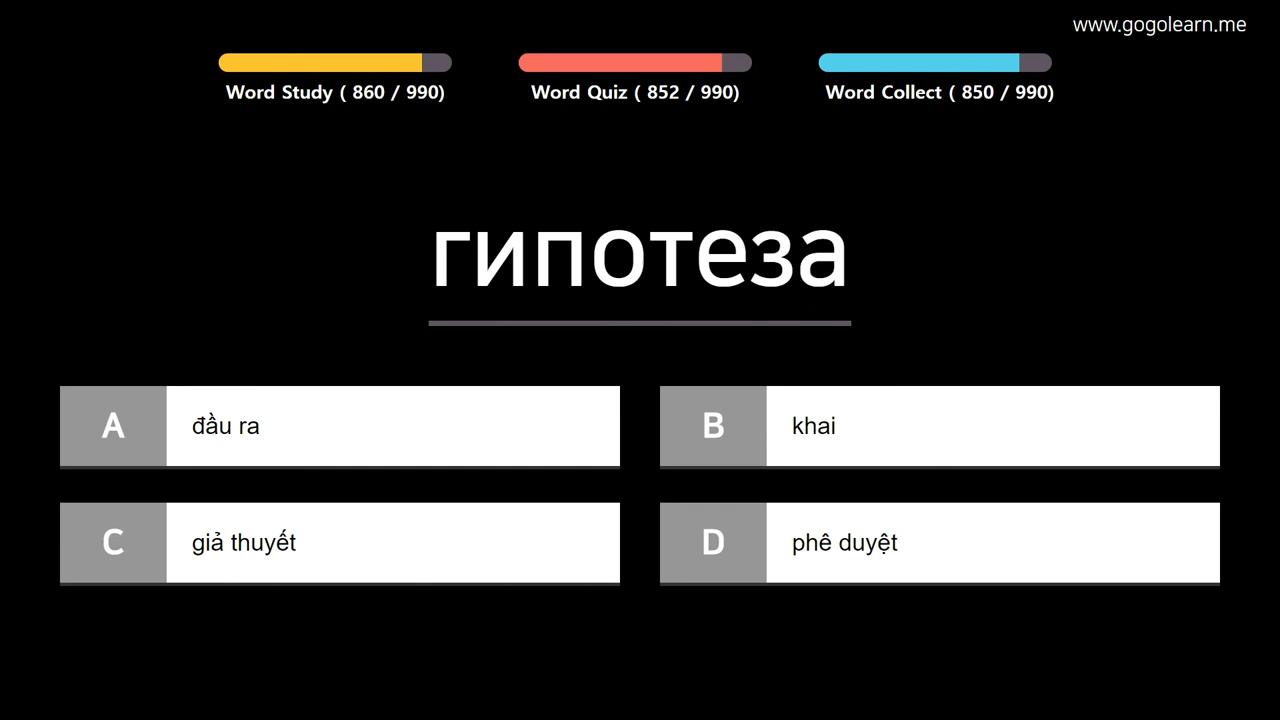 www.gogolearn.me
Word Study ( 860 / 990)
Word Quiz ( 852 / 990)
Word Collect ( 850 / 990)
гипотеза
A
đầu ra
B
khai
C
giả thuyết
D
phê duyệt